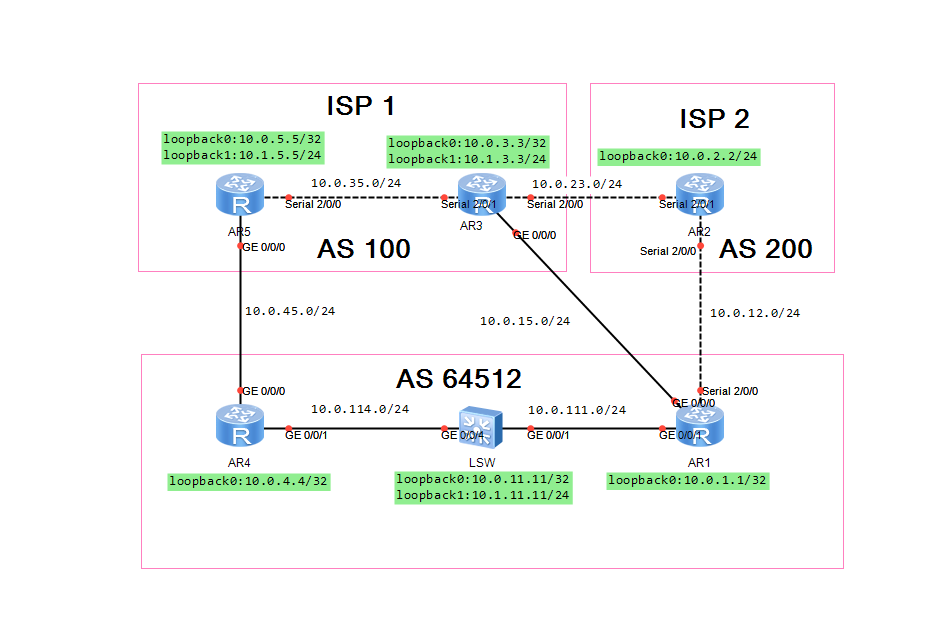 ISP 1
ISP 2
loopback0:10.0.5.5/32
loopback1:10.1.5.5/24
loopback0:10.0.3.3/32
loopback1:10.1.3.3/24
loopback0:10.0.2.2/24
10.0.35.0/24
10.0.23.0/24
R
Serial 2/0/0
Serial 2/0/1
R
Serial 2/0/0
Serial 2/0/1
R
AR5
AR3
AR2
GE 0/0/0
AS 100
GE 0/0/0
Serial 2/0/0
AS 200
10.0.45.0/24
10.0.15.0/24
10.0.12.0/24
AS 64512
GE 0/0/0
Serial 2/0/0
GE 0/0/0
10.0.114.0/24
10.0.111.0/24
R
GE 0/0/1
GE 0/0/4
GE 0/0/1
GE 0/0/1
R
AR4
LSW
AR1
loopback0:10.0.4.4/32
loopback0:10.0.11.11/32
loopback1:10.1.11.11/24
loopback0:10.0.1.1/32